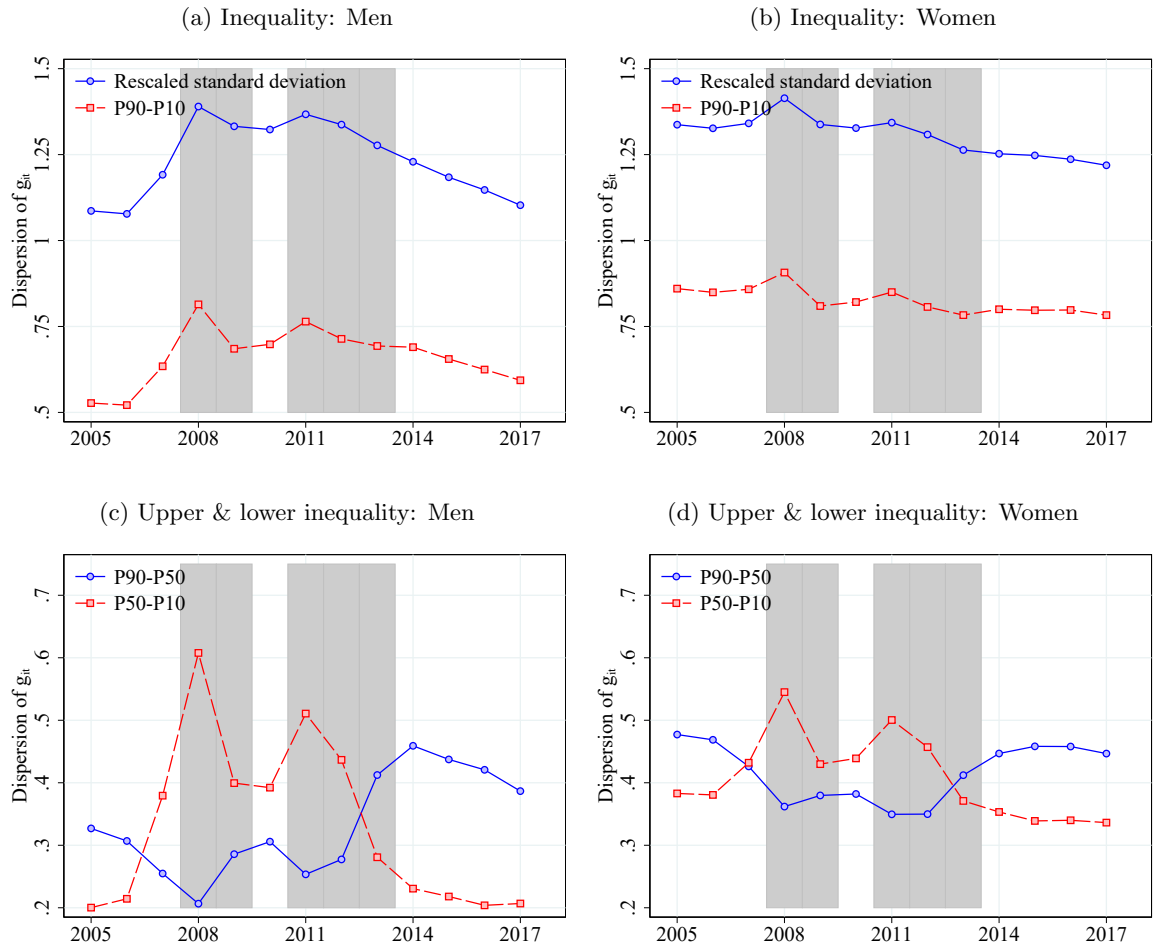 (a) Inequality: Men
Dispersion of g_it
1.5
1.25
1
.75
.5
Rescaled standard deviation
P90-P10
2005 2008 2011 2014 2017
(b) Inequality: Women
Dispersion of g_it
1.5
1.25
1
.75
.5
Rescaled standard deviation
P90-P10
2005 2008 2011 2014 2017
(c) Upper & lower inequality: Men
Dispersion of g_it
.7
.6
.5
.4
.3
.2
P90-P50
P50-P10
2005 2008 2011 2014 2017
(d) Upper & lower inequality: Women
Dispersion of g_it
.7
.6
.5
.4
.3
.2
P90-P50
P50-P10
2005 2008 2011 2014 2017